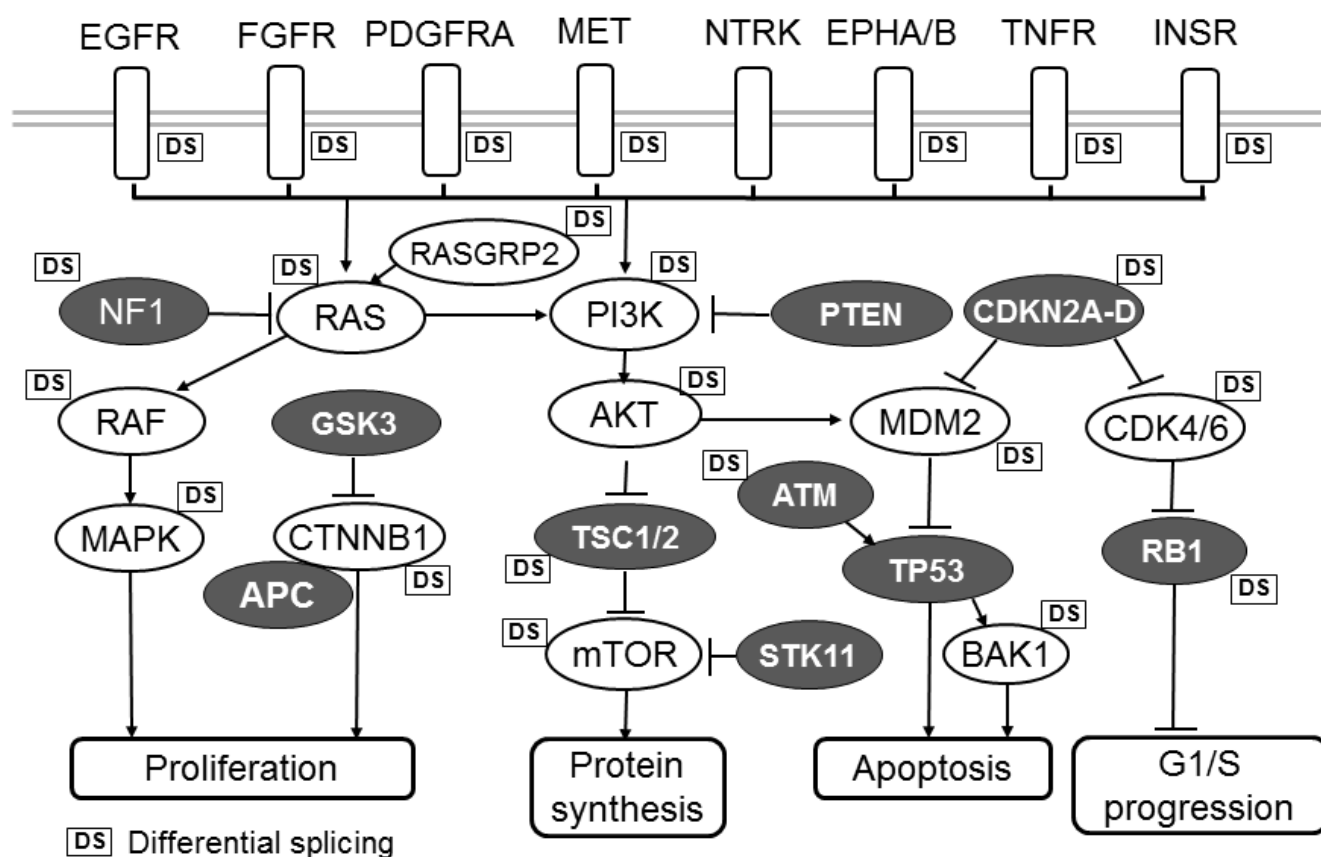 EGFR FGFR PDGFRA MET NTRK EPHA/B TNFR INSR
DS DS DS DS DS DS DS
DS
RASGRP2
DS DS DS DS
NF1 RAS PI3K PTEN CDKN2A-D
DS DS DS
RAF GSK3 AKT MDM2 CDK4/6
DS DS
ATM
DS
MAPK CTNNB1 TSC1/2 RB1
DS DS TP53 DS
APC
DS DS
mTOR STK11 BAK1
Proliferation
Protein
synthesis
Apoptosis
G1/S
progression
DS Differential splicing